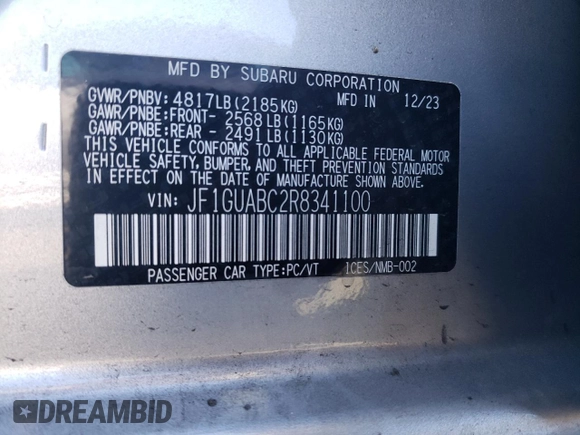 MFD BY SUBARU CORPORATION
GVWR/PNBV: 4817LB(2185KG) MFD IN 12/23
GAWR/PNBE:FRONT- 2568LB(1165KG)
GAWR/PNBE:REAR - 2491LB(1130KG)
THIS VEHICLE CONFORMS TO ALL APPLICABLE FEDERAL MOTOR
VEHICLE SAFETY, BUMPER, AND THEFT PREVENTION STANDARDS
IN EFFECT ON THE DATE OF MANUFACTURE SHOWN ABOVE.
VIN: JF1GUABC2R8341100
PASSENGER CAR TYPE:PC/VT ICES/NMB-002
DREAMBID